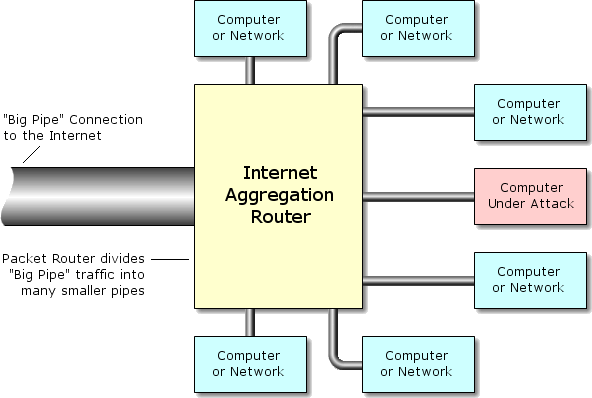 Computer
or Network
Computer
or Network
"Big Pipe" Connection
to the Internet
Computer
or Network
Internet
Aggregation
Router
Computer
Under Attack
Packet Router divides
"Big Pipe" traffic into
many smaller pipes
Computer
or Network
Computer
or Network
Computer
or Network